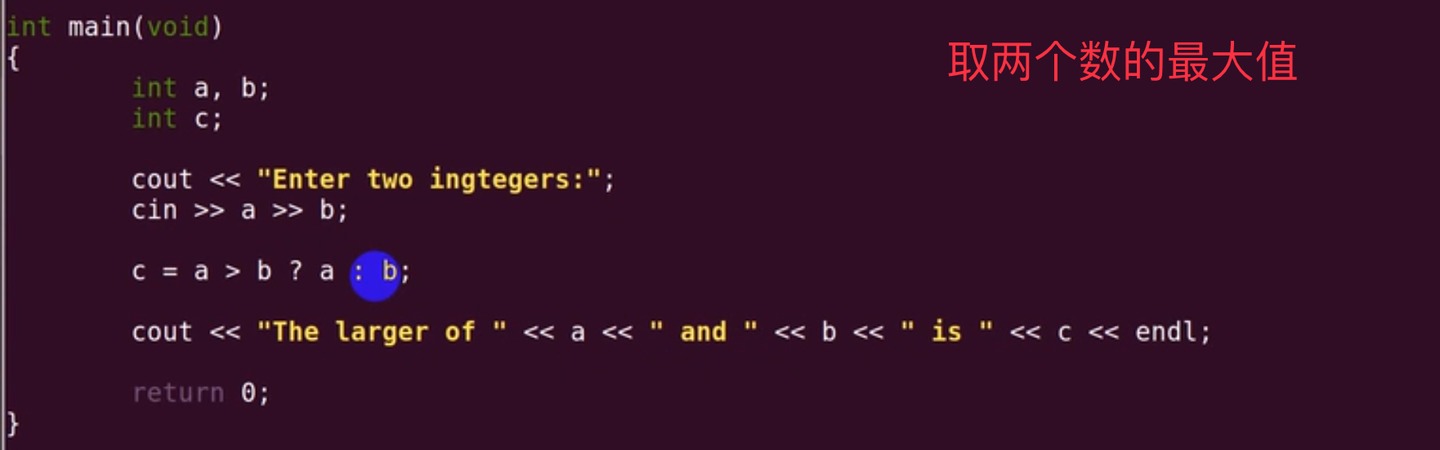 int main(void)
取两个数的最大值
{
int a, b;
int c;
cout << "Enter two ingtegers:";
cin >> a >> b;
c = a > b ? a : b;
cout << "The larger of " << a << " and " << b << " is " << c << endl;
return 0;
}